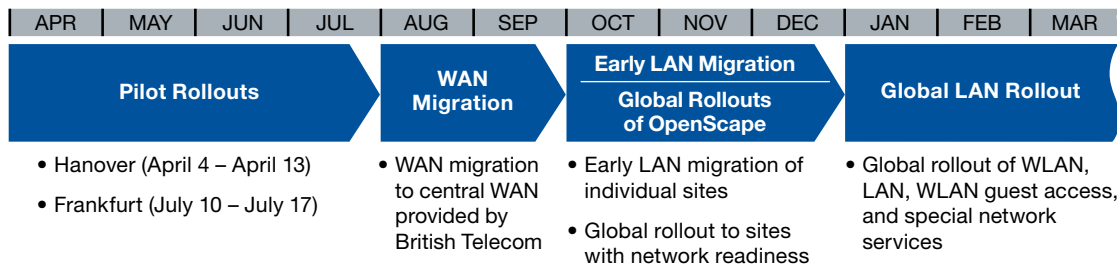 APR MAY JUN JUL AUG SEP OCT NOV DEC JAN FEB MAR
Pilot Rollouts
WAN
Migration
Early LAN Migration
Global Rollouts
of OpenScape
Global LAN Rollout
• Hanover (April 4 – April 13)
• Frankfurt (July 10 – July 17)
• WAN migration
to central WAN
provided by
British Telecom
• Early LAN migration of
individual sites
• Global rollout to sites
with network readiness
• Global rollout of WLAN,
LAN, WLAN guest access,
and special network
services